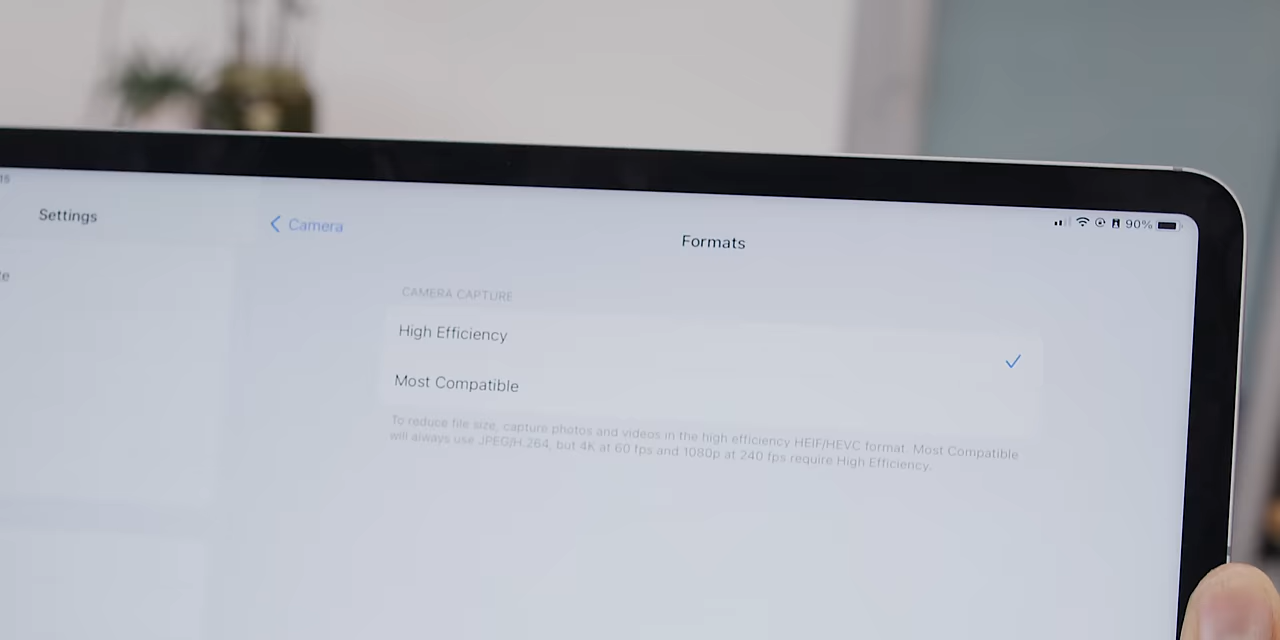 15
90%
Settings
Camera
Formats
te
CAMERA CAPTURE
High Efficiency
Most Compatible
To reduce file size, capture photos and videos in the high efficiency HEIF/HEVC format. Most Compatible
will always use JPEG/H.264, but 4K at 60 fps and 1080p at 240 fps require High Efficiency.